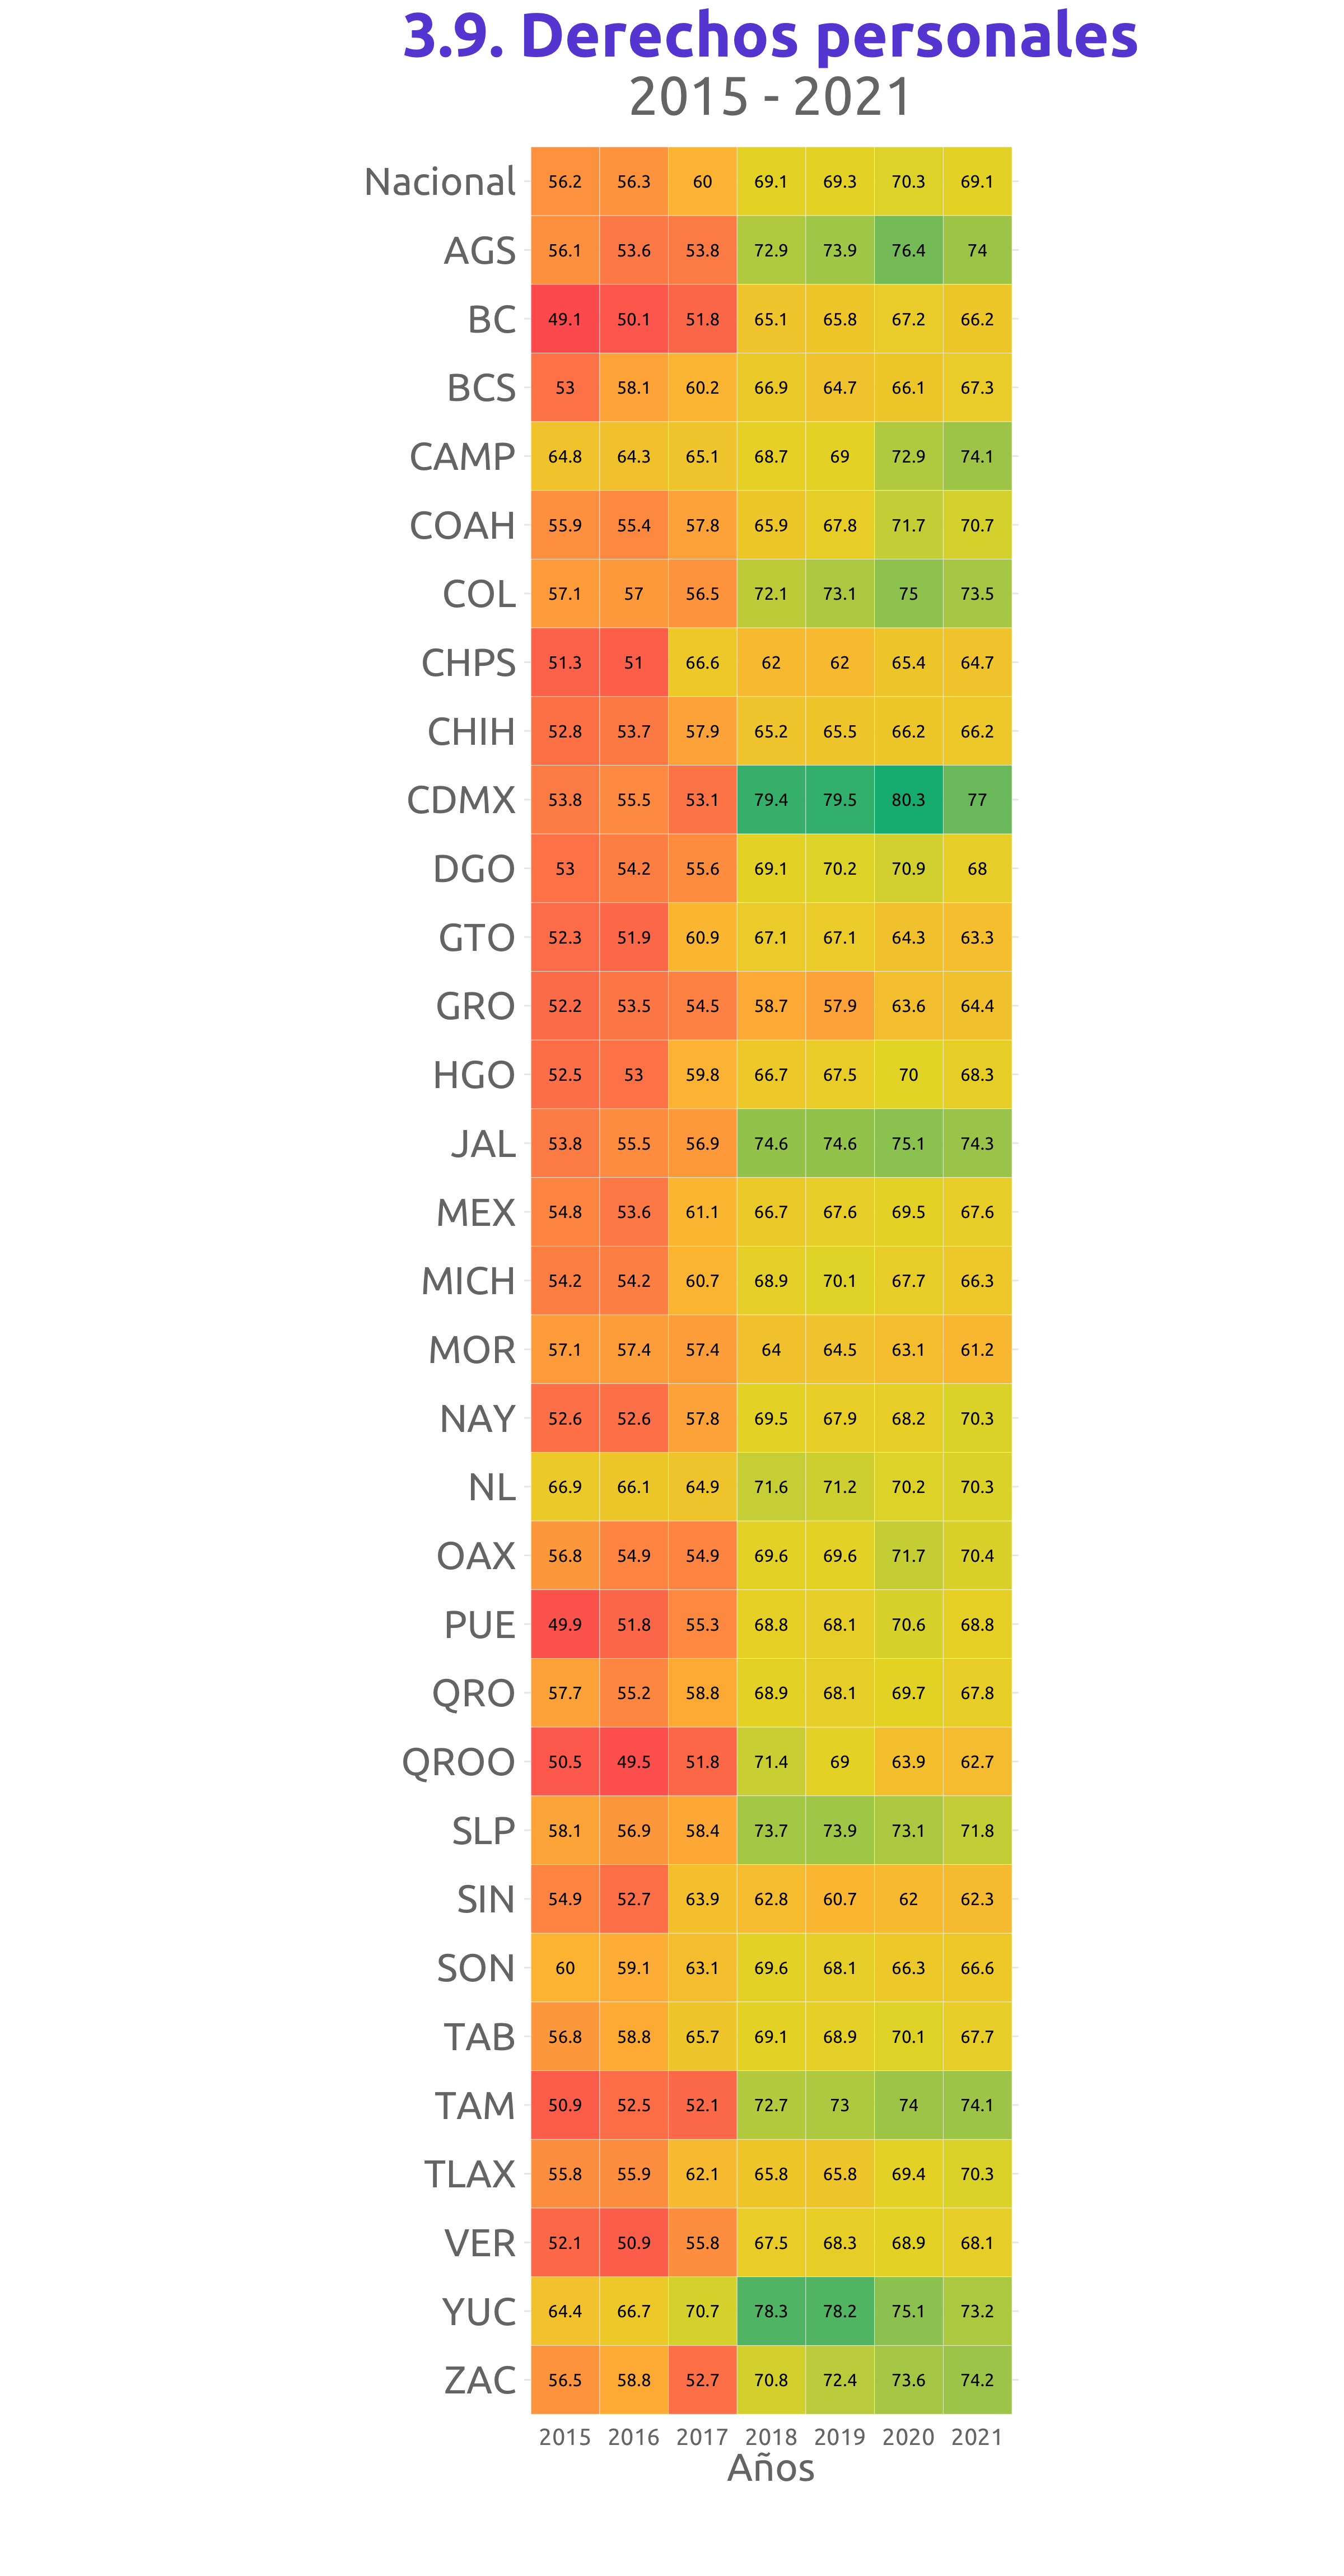 3.9. Derechos personales
2015 - 2021
Nacional 56.2 56.3 60 69.1 69.3 70.3 69.1
AGS 56.1 53.6 53.8 72.9 73.9 76.4 74
BC 49.1 50.1 51.8 65.1 65.8 67.2 66.2
BCS 53 58.1 60.2 66.9 64.7 66.1 67.3
CAMP 64.8 64.3 65.1 68.7 69 72.9 74.1
COAH 55.9 55.4 57.8 65.9 67.8 71.7 70.7
COL 57.1 57 56.5 72.1 73.1 75 73.5
CHPS 51.3 51 66.6 62 62 65.4 64.7
CHIH 52.8 53.7 57.9 65.2 65.5 66.2 66.2
CDMX 53.8 55.5 53.1 79.4 79.5 80.3 77
DGO 53 54.2 55.6 69.1 70.2 70.9 68
GTO 52.3 51.9 60.9 67.1 67.1 64.3 63.3
GRO 52.2 53.5 54.5 58.7 57.9 63.6 64.4
HGO 52.5 53 59.8 66.7 67.5 70 68.3
JAL 53.8 55.5 56.9 74.6 74.6 75.1 74.3
MEX 54.8 53.6 61.1 66.7 67.6 69.5 67.6
MICH 54.2 54.2 60.7 68.9 70.1 67.7 66.3
MOR 57.1 57.4 57.4 64 64.5 63.1 61.2
NAY 52.6 52.6 57.8 69.5 67.9 68.2 70.3
NL 66.9 66.1 64.9 71.6 71.2 70.2 70.3
OAX 56.8 54.9 54.9 69.6 69.6 71.7 70.4
PUE 49.9 51.8 55.3 68.8 68.1 70.6 68.8
QRO 57.7 55.2 58.8 68.9 68.1 69.7 67.8
QROO 50.5 49.5 51.8 71.4 69 63.9 62.7
SLP 58.1 56.9 58.4 73.7 73.9 73.1 71.8
SIN 54.9 52.7 63.9 62.8 60.7 62 62.3
SON 60 59.1 63.1 69.6 68.1 66.3 66.6
TAB 56.8 58.8 65.7 69.1 68.9 70.1 67.7
TAM 50.9 52.5 52.1 72.7 73 74 74.1
TLAX 55.8 55.9 62.1 65.8 65.8 69.4 70.3
VER 52.1 50.9 55.8 67.5 68.3 68.9 68.1
YUC 64.4 66.7 70.7 78.3 78.2 75.1 73.2
ZAC 56.5 58.8 52.7 70.8 72.4 73.6 74.2
2015 2016 2017 2018 2019 2020 2021
Años